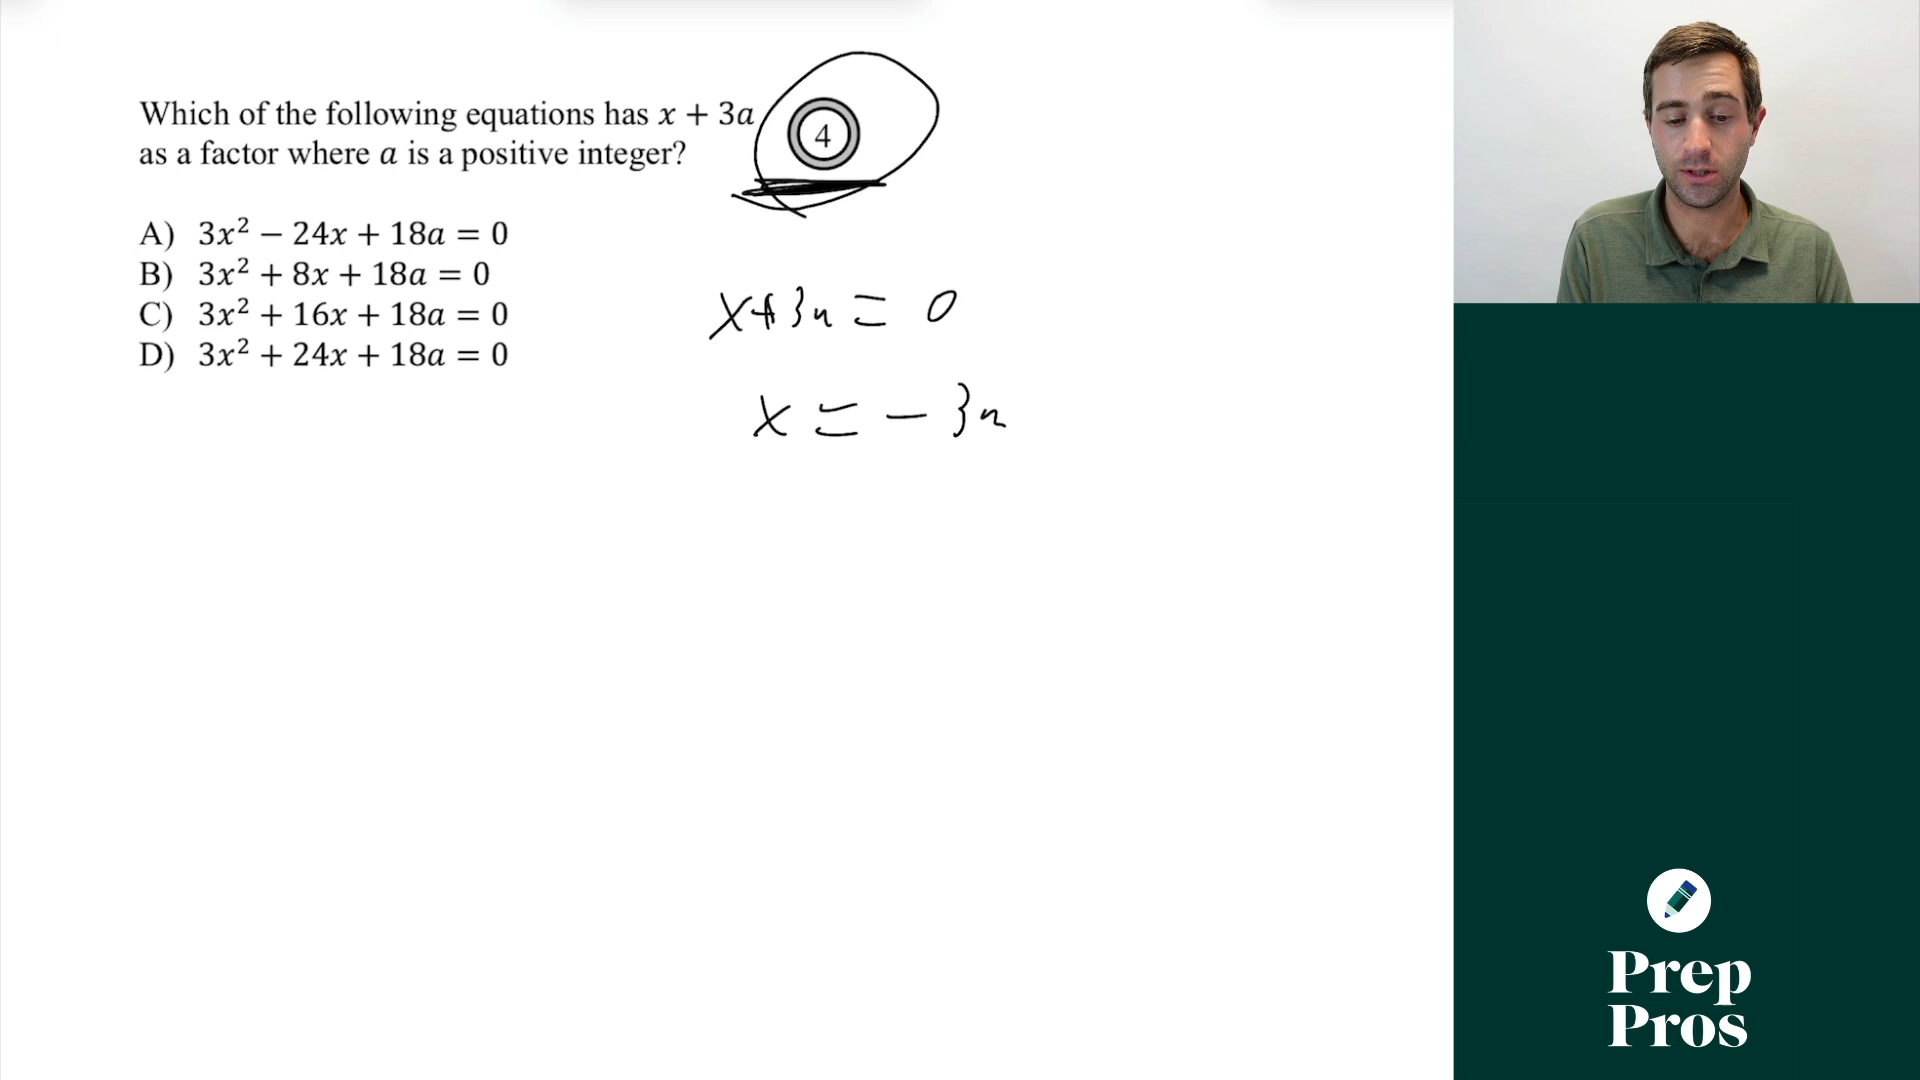 Which of the following equations has x + 3a
as a factor where a is a positive integer?
4
A) 3x² − 24x + 18a = 0
B) 3x² + 8x + 18a = 0
C) 3x² + 16x + 18a = 0
D) 3x² + 24x + 18a = 0
x+3a = 0
x = − 3a
Prep
Pros